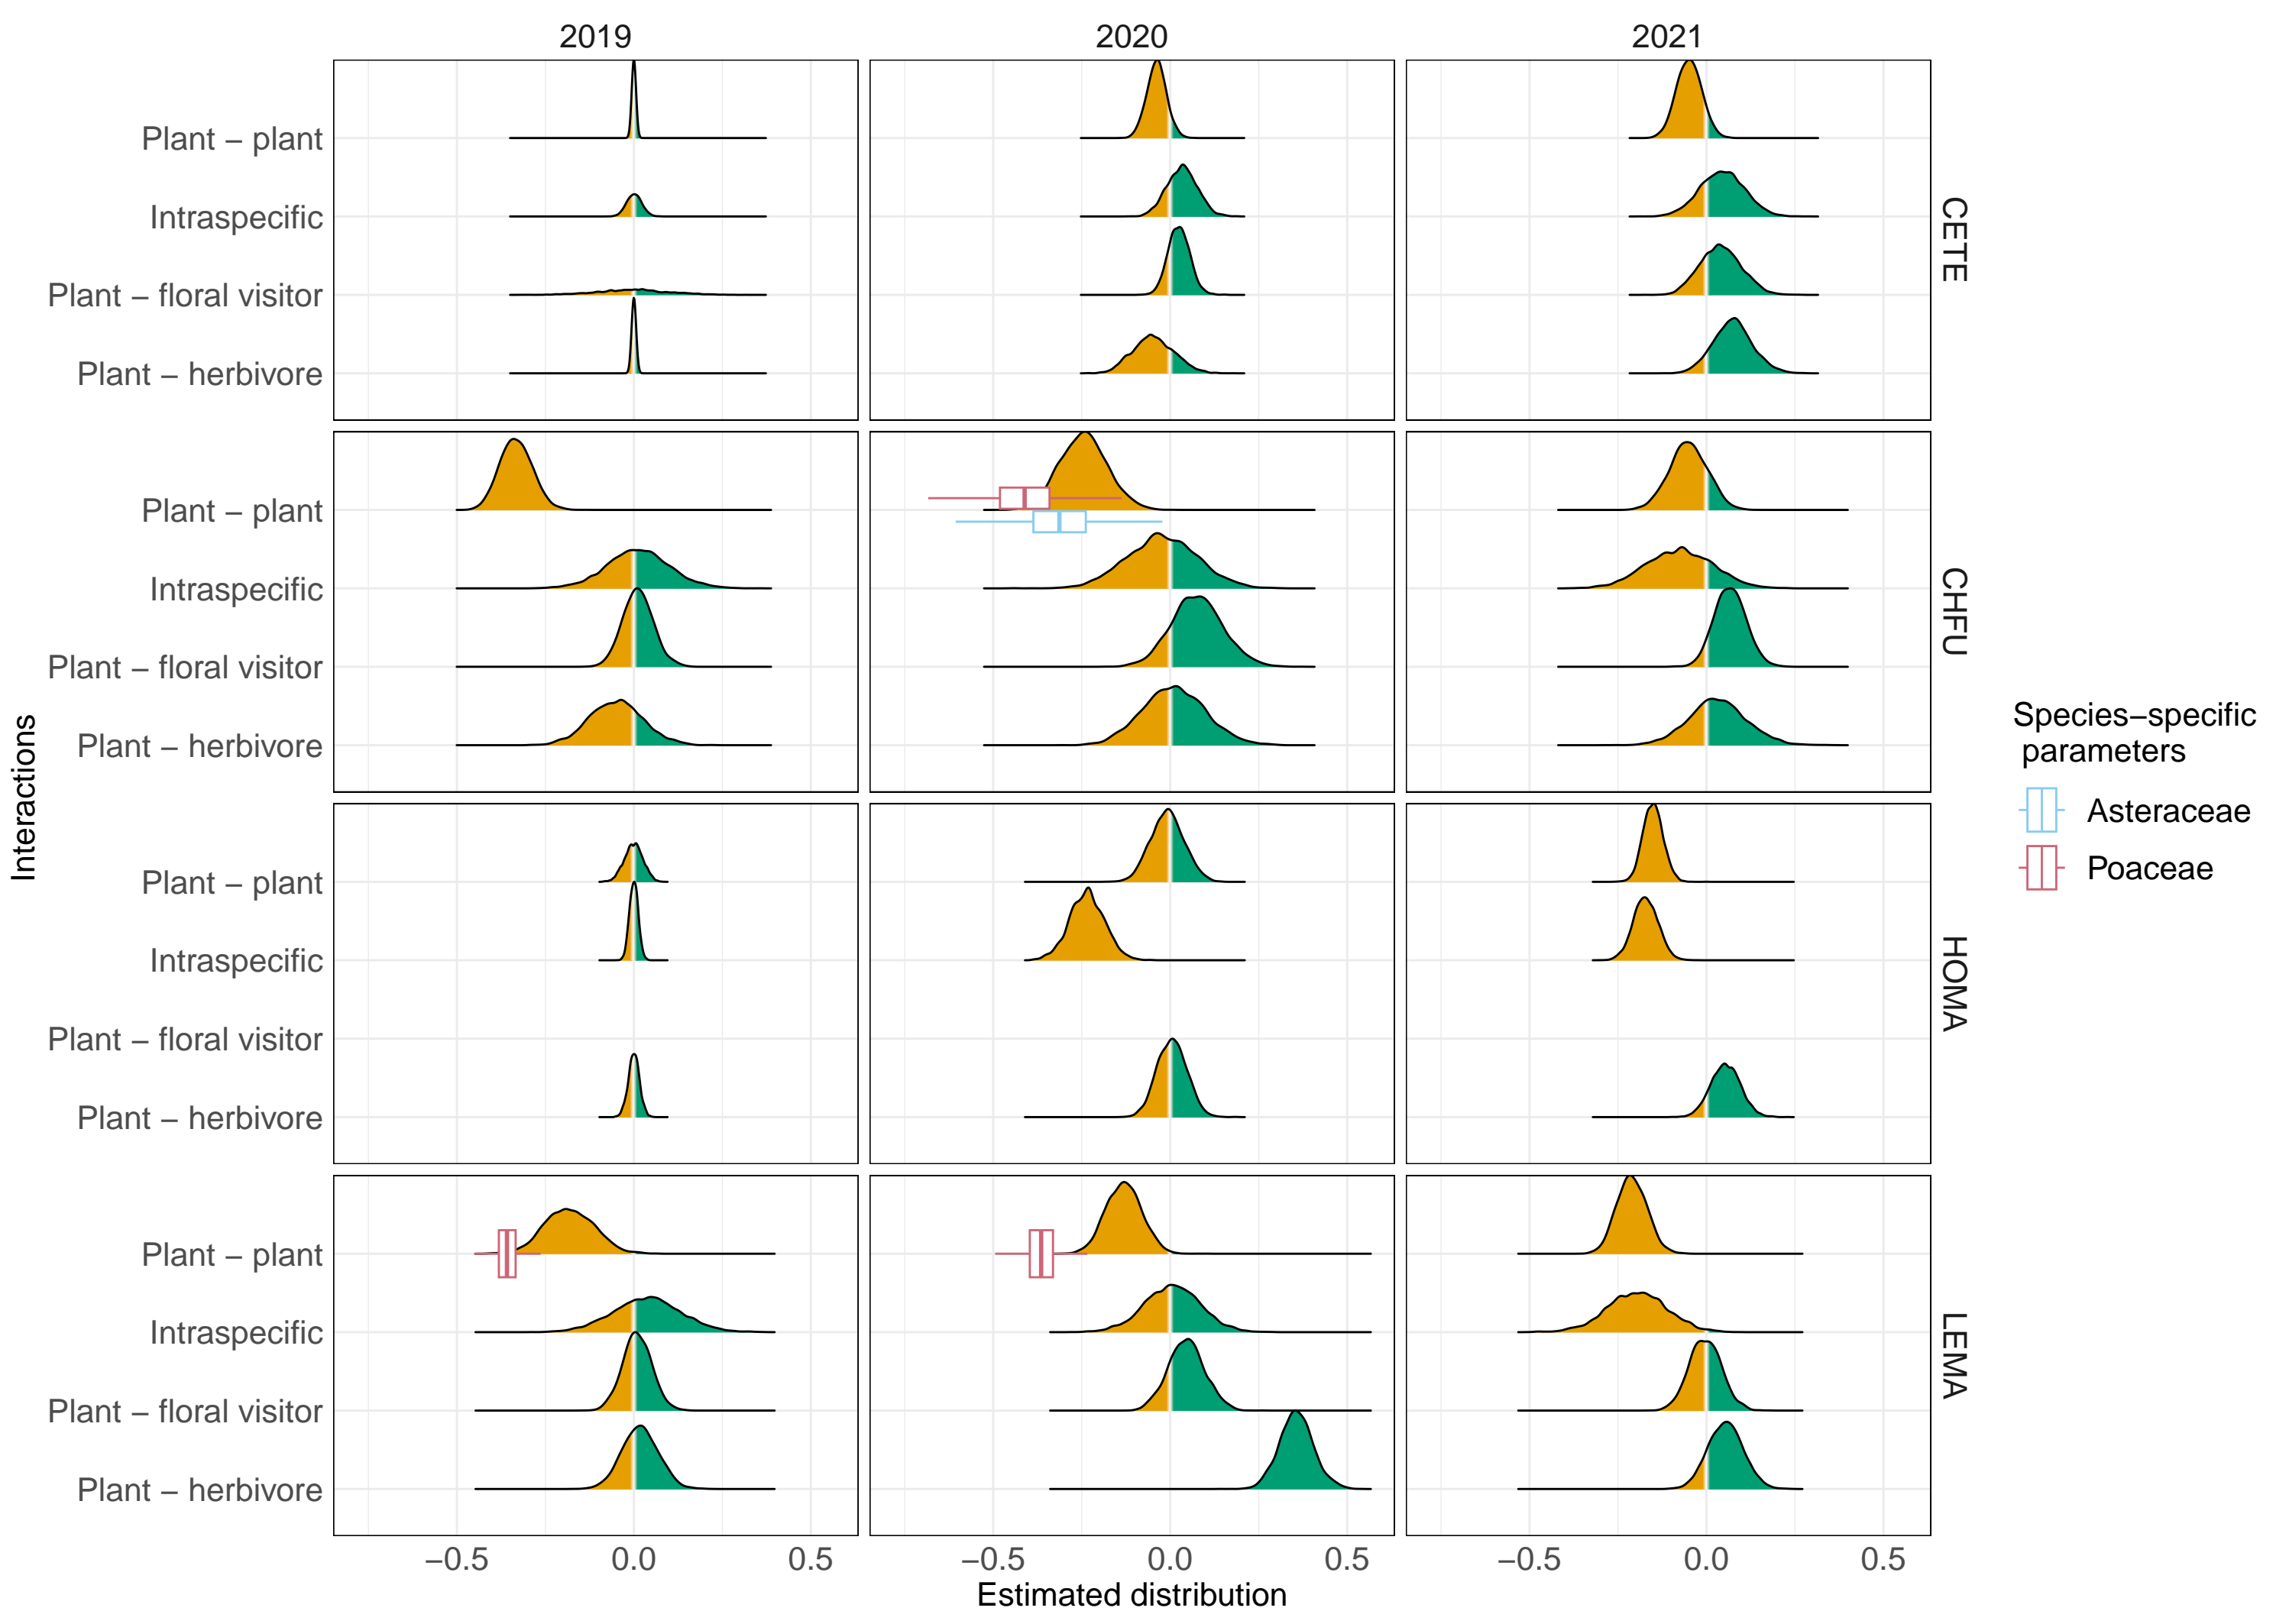 2019
2020
2021
Plant – plant
Intraspecific
Plant – floral visitor
Plant – herbivore
CETE
Plant – plant
Intraspecific
Plant – floral visitor
Plant – herbivore
CHFU
Plant – plant
Intraspecific
Plant – floral visitor
Plant – herbivore
HOMA
Plant – plant
Intraspecific
Plant – floral visitor
Plant – herbivore
LEMA
Interactions
−0.5 0.0 0.5
−0.5 0.0 0.5
−0.5 0.0 0.5
Estimated distribution
Species–specific
parameters
Asteraceae
Poaceae